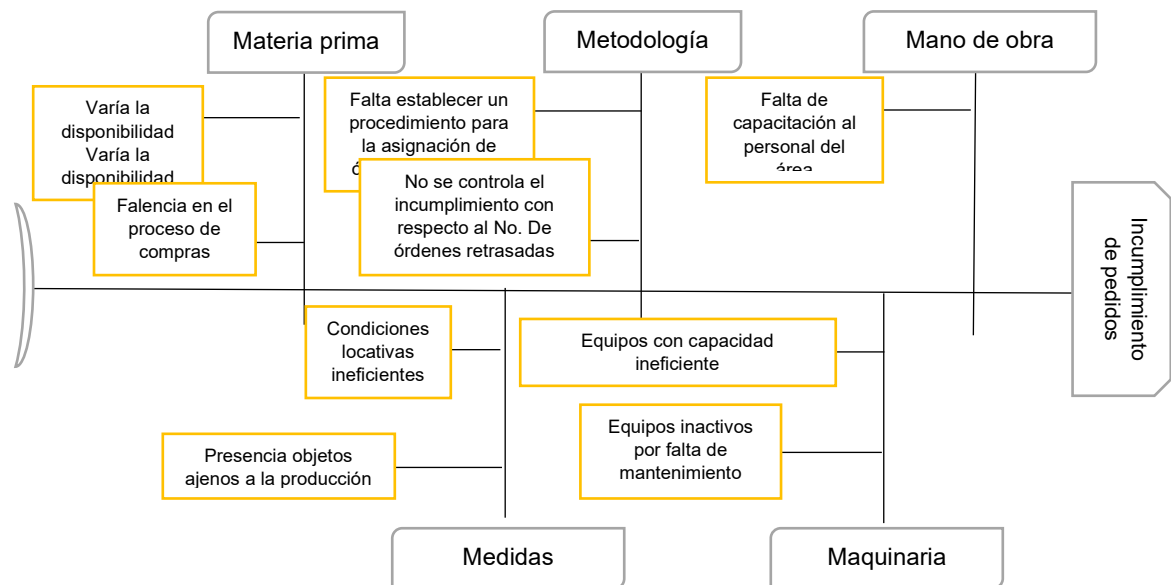 Materia prima
Metodología
Mano de obra
Varía la
disponibilidad
Varía la
disponibilidad
Falencia en el
proceso de
compras
Falta establecer un
procedimiento para
la asignación de
No se controla el
incumplimiento con
respecto al No. De
órdenes retrasadas
Falta de
capacitación al
personal del
área
Incumplimiento
de pedidos
Condiciones
locativas
ineficientes
Presencia objetos
ajenos a la producción
Equipos con capacidad
ineficiente
Equipos inactivos
por falta de
mantenimiento
Medidas
Maquinaria